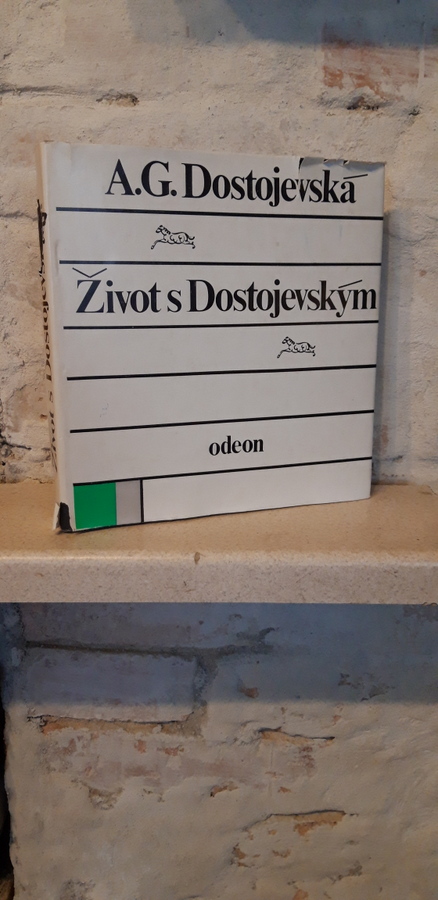 A.G. Dostojevská
Život s Dostojevským
odeon